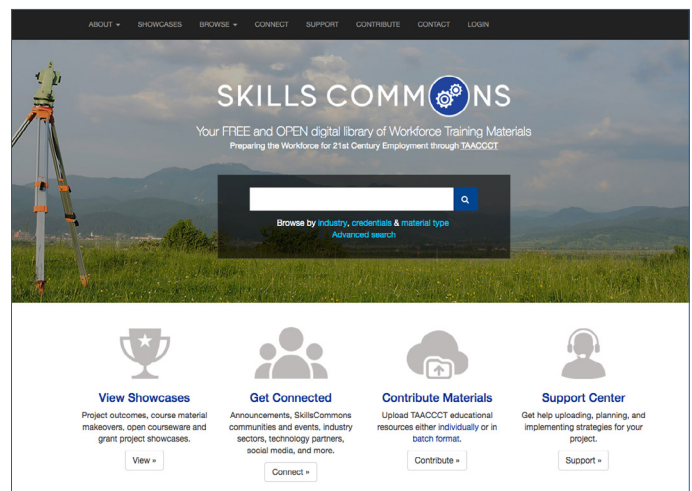 ABOUT SHOWCASES BROWSE CONNECT SUPPORT CONTRIBUTE CONTACT LOGIN
SKILLS COMMONS
Your FREE and OPEN digital library of Workforce Training Materials
Preparing the Workforce for 21st Century Employment through TAACCCT
Browse by industry, credentials & material type
Advanced search
View Showcases
Project outcomes, course material
makeovers, open courseware and
grant project showcases.
View »
Get Connected
Announcements, SkillsCommons
communities and events, industry
sectors, technology partners,
social media, and more.
Connect »
Contribute Materials
Upload TAACCCT educational
resources either individually or in
batch format.
Contribute »
Support Center
Get help uploading, planning, and
implementing strategies for your
project.
Support »